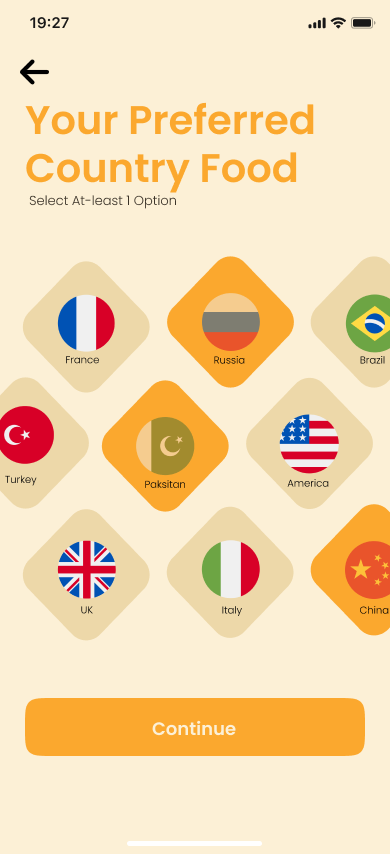 19:27
Your Preferred
Country Food
Select At-least 1 Option
France
Russia
Brazil
Turkey
Paksitan
America
UK
Italy
China
Continue